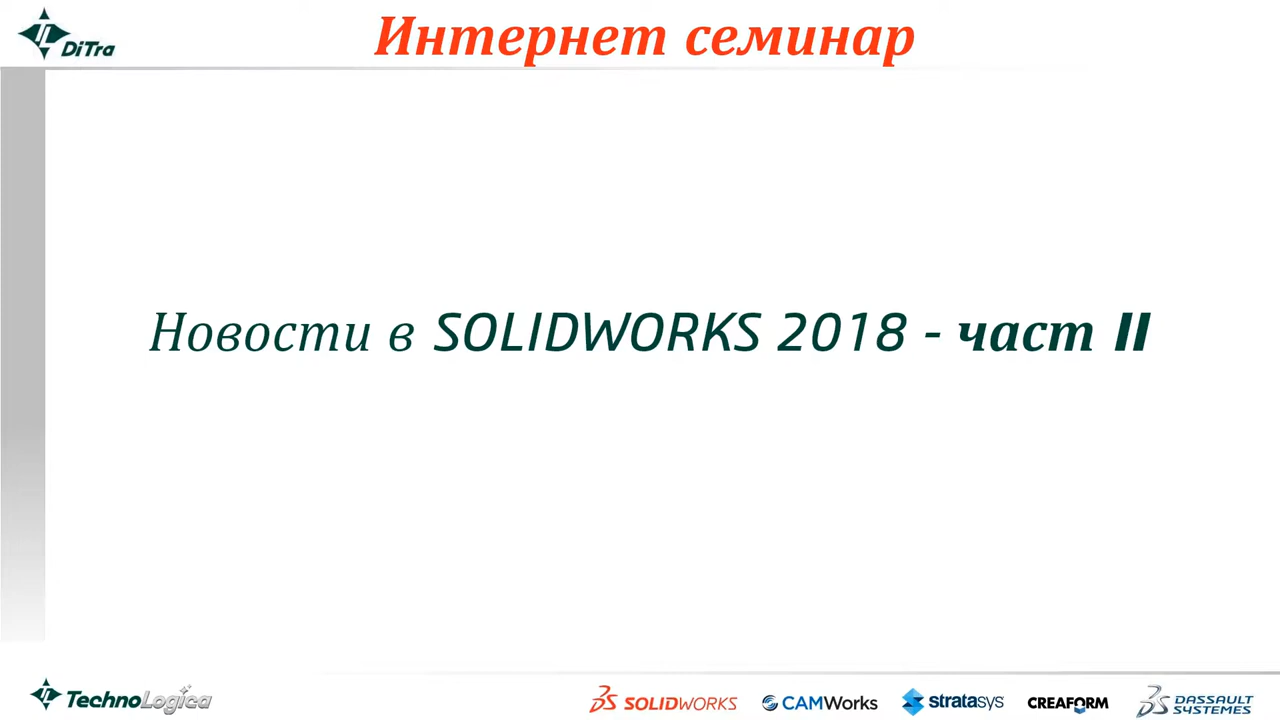 DiTra
Интернет семинар
Новости в SOLIDWORKS 2018 - част II
TechnoLogica
SOLIDWORKS
CAMWorks
stratasys
CREAFORM
DASSAULT
SYSTEMES